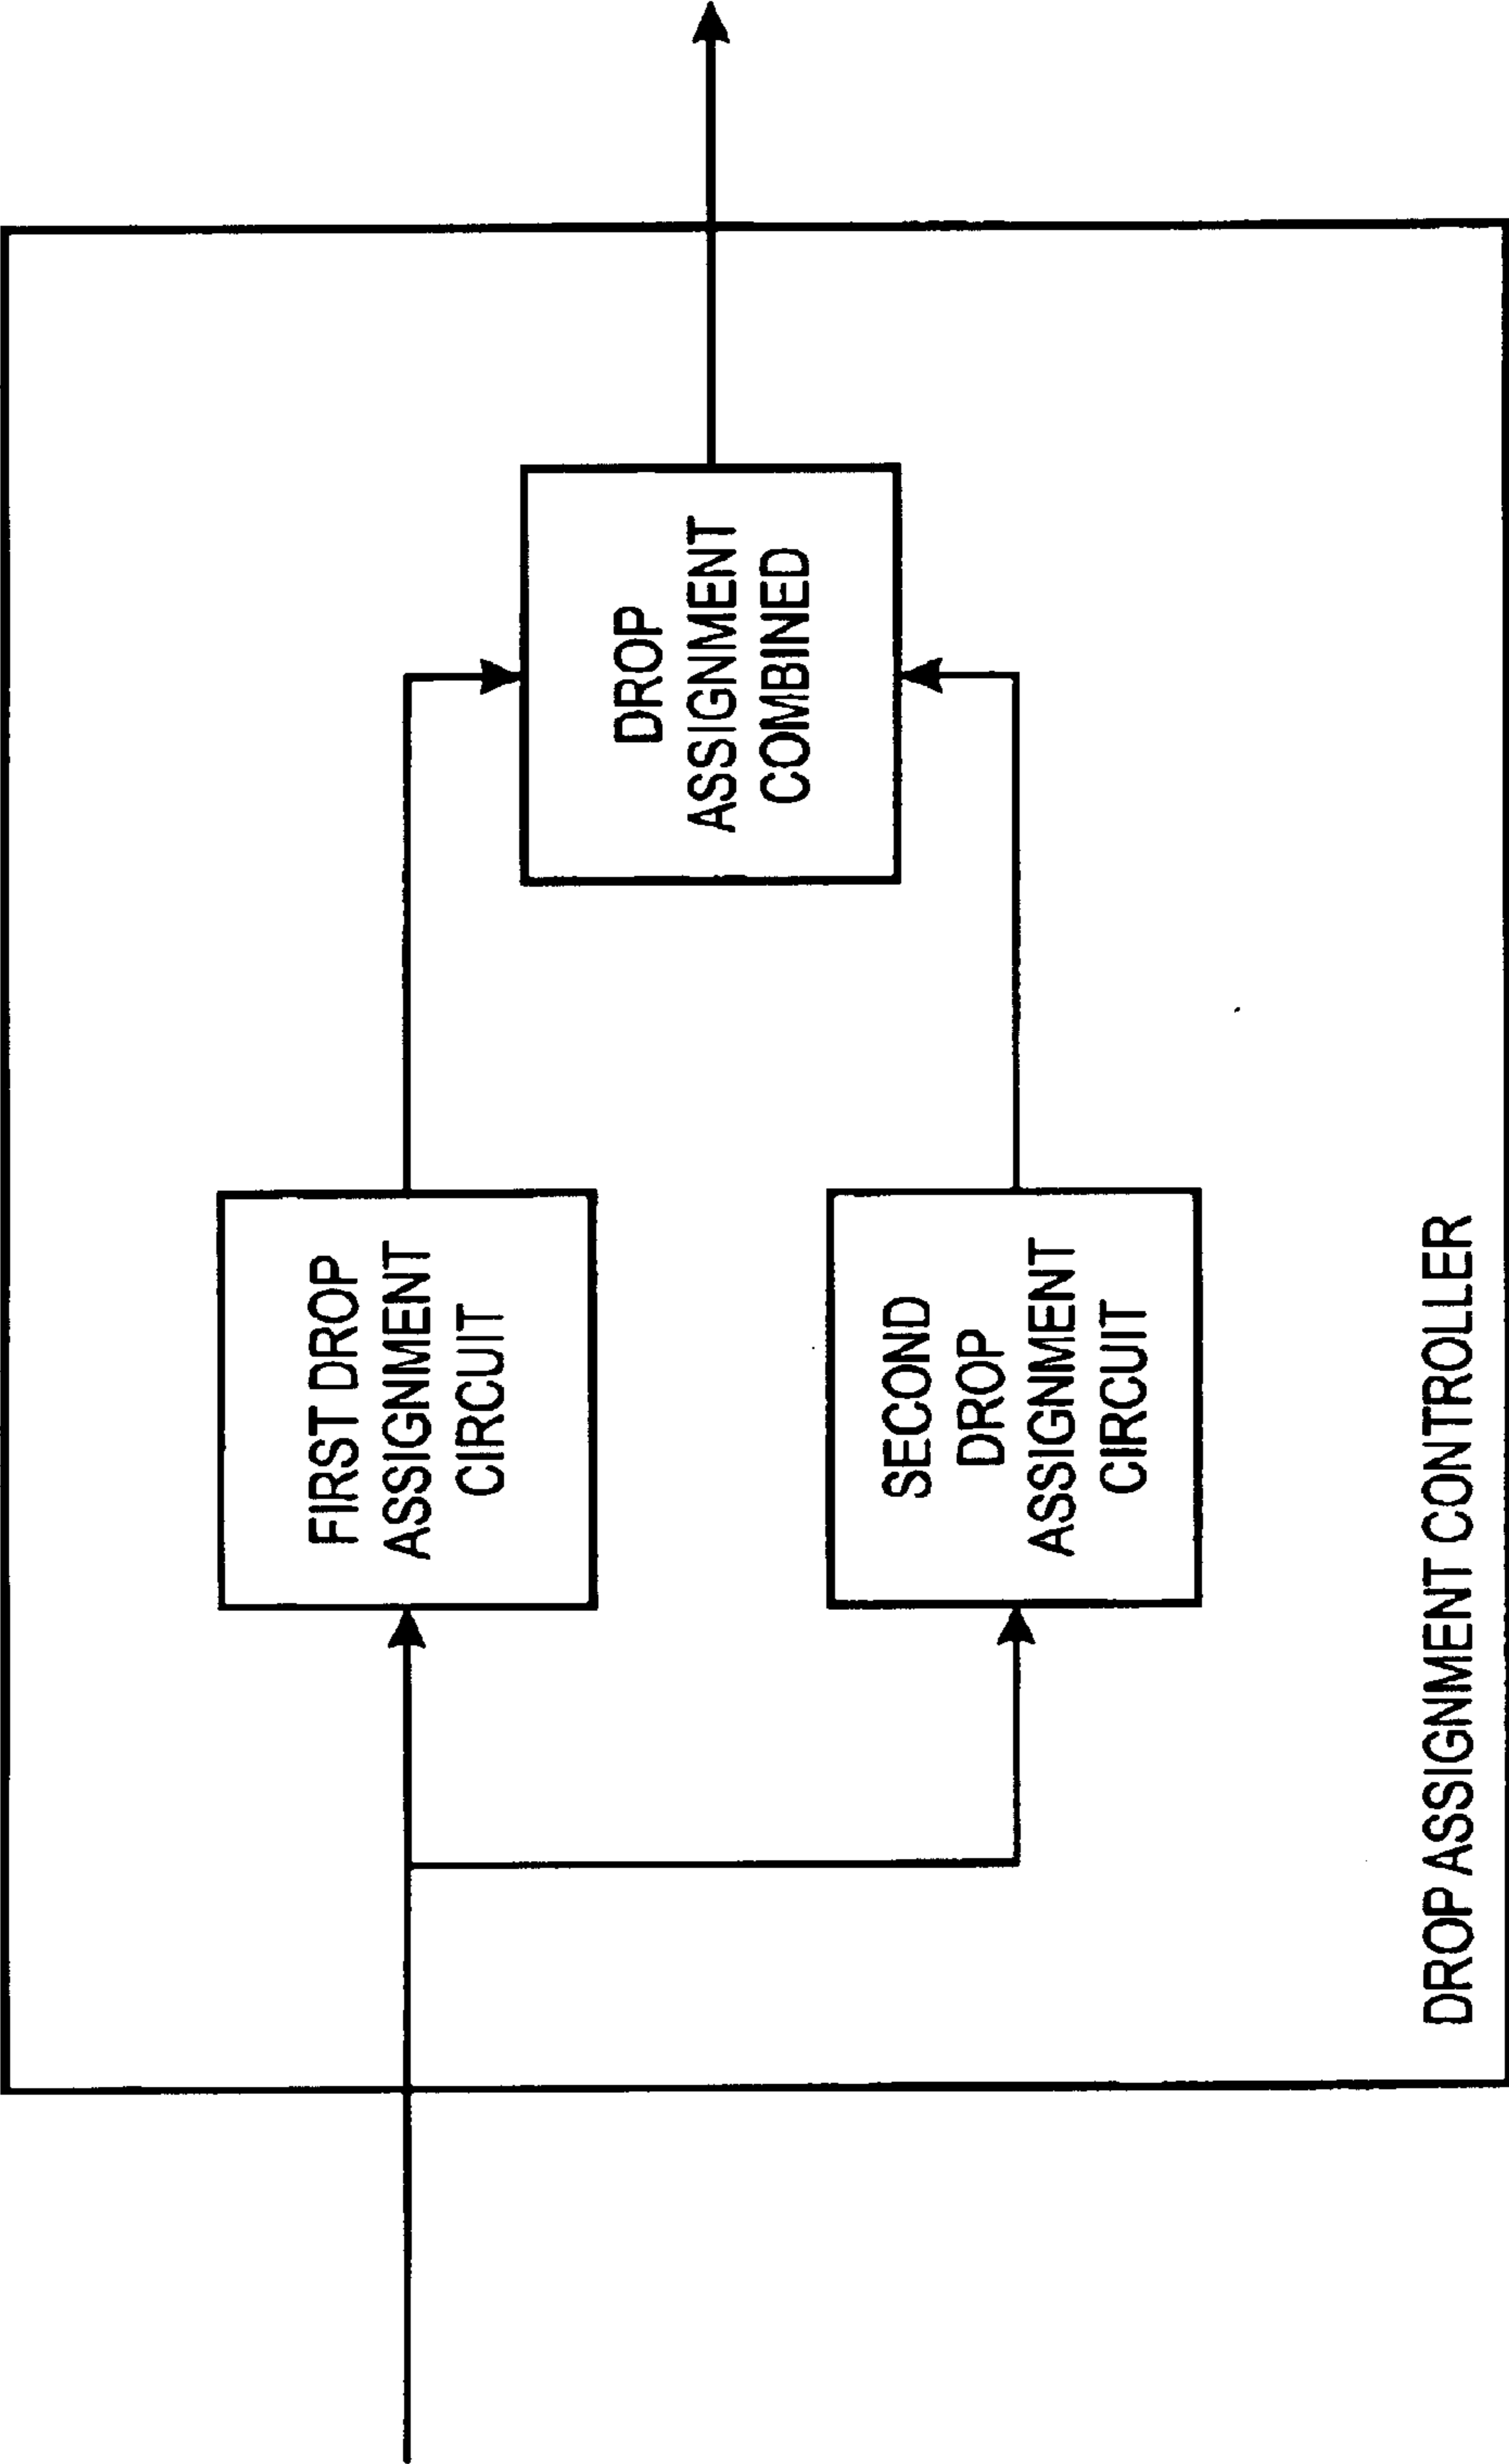 FIRST DROP
ASSIGNMENT
CIRCUIT
SECOND
DROP
ASSIGNMENT
CIRCUIT
DROP
ASSIGNMENT
COMBINED
DROP ASSIGNMENT CONTROLLER